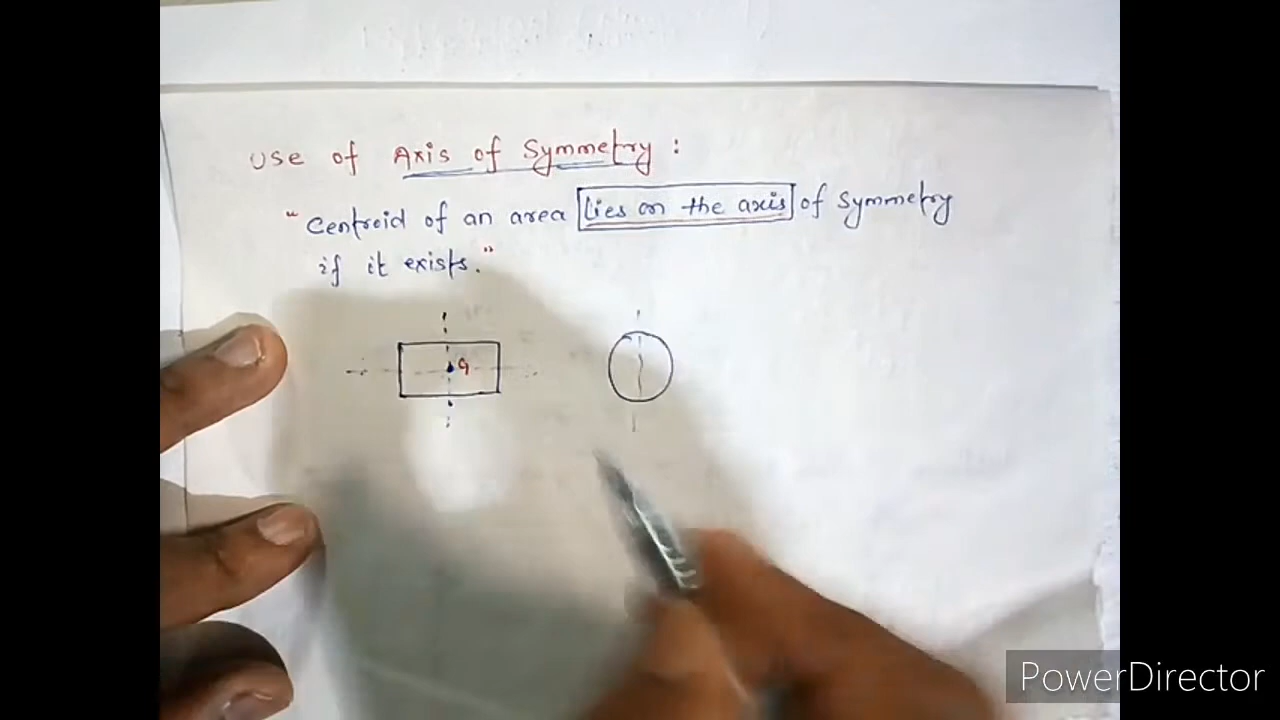 Use of Axis of Symmetry :
"Centroid of an area lies on the axis of symmetry
if it exists."
G
PowerDirector